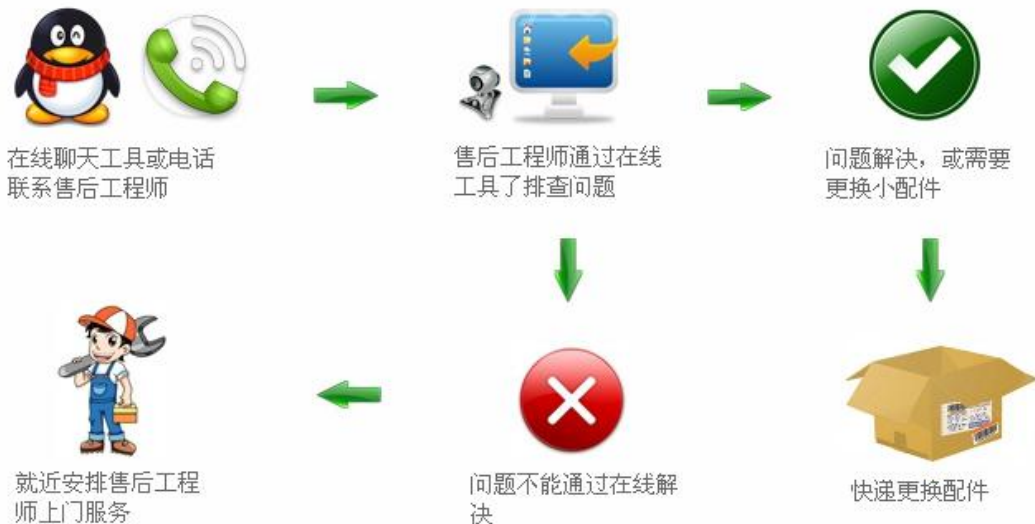 在线聊天工具或电话
联系售后工程师
售后工程师通过在线
工具了排查问题
问题解决，或需要
更换小配件
就近安排售后工程
师上门服务
问题不能通过在线解
决
快递更换配件